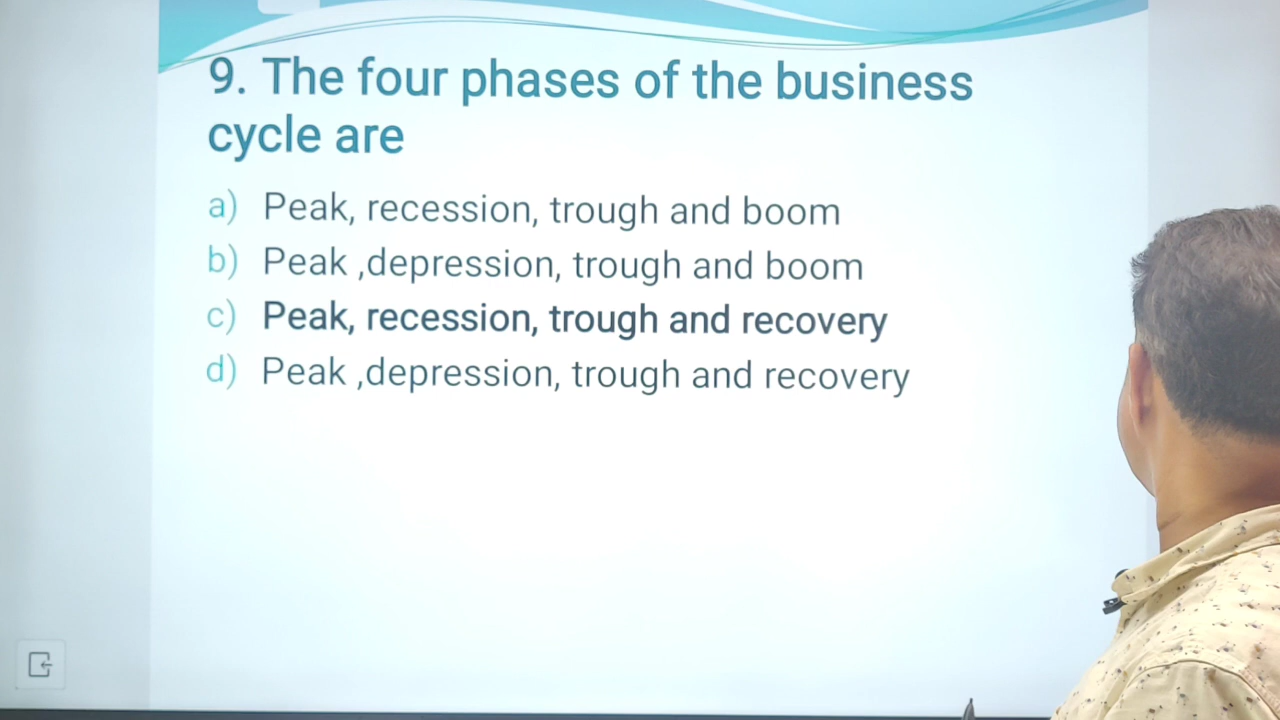 9. The four phases of the business
cycle are
a) Peak, recession, trough and boom
b) Peak ,depression, trough and boom
c) Peak, recession, trough and recovery
d) Peak ,depression, trough and recovery